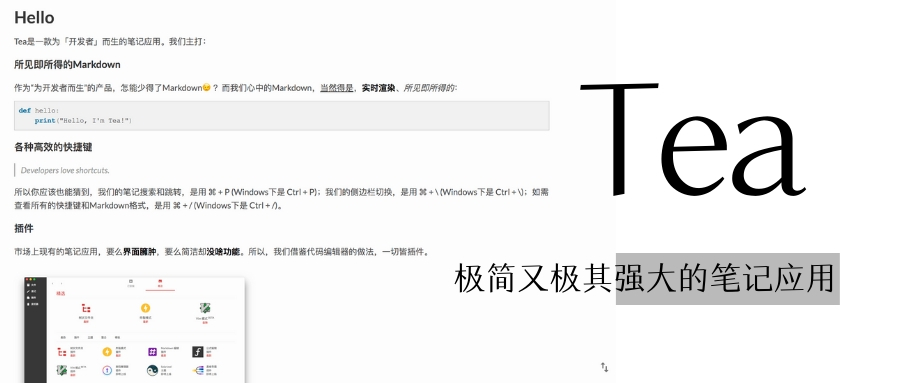 Hello
Tea是一款为「开发者」而生的笔记应用。我们主打：
所见即所得的Markdown
作为“为开发者而生”的产品，怎能少得了Markdown😏？ 而我们心中的Markdown，当然得是，实时渲染、所见即所得的：
def hello:
print("Hello, I'm Tea!")
各种高效的快捷键
Developers love shortcuts.
所以你应该也能猜到，我们的笔记搜索和跳转，是用 ⌘ + P (Windows下是 Ctrl + P)；我们的侧边栏切换，是用 ⌘ + \ (Windows下是 Ctrl + \)；如需
查看所有的快捷键和Markdown格式，是用 ⌘ + / (Windows下是 Ctrl + /)。
插件
市场上现有的笔记应用，要么界面臃肿，要么简洁却没啥功能。所以，我们借鉴代码编辑器的做法，一切皆插件。
Tea
极简又极其强大的笔记应用